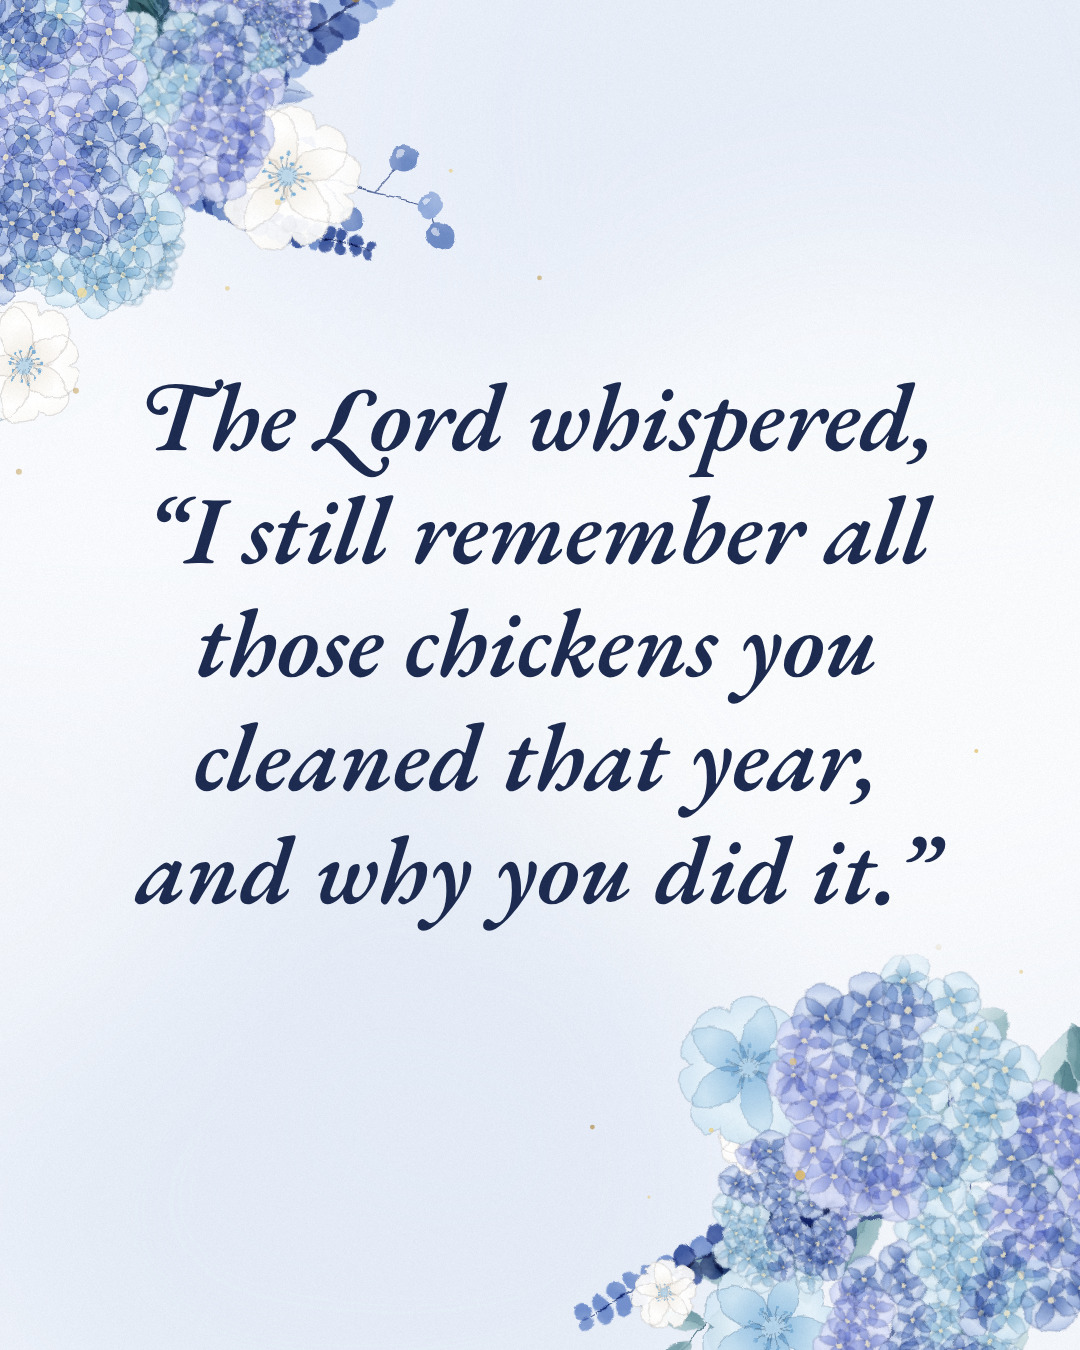 The Lord whispered,
“I still remember all
those chickens you
cleaned that year,
and why you did it.”